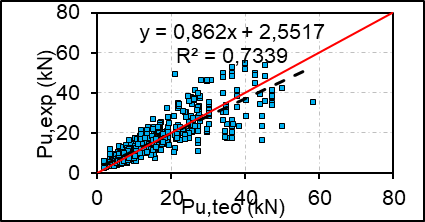 80
y = 0,862x + 2,5517
R² = 0,7339
60
40
20
0
Pu,exp (kN)
0 20 40 60 80
Pu,teo (kN)